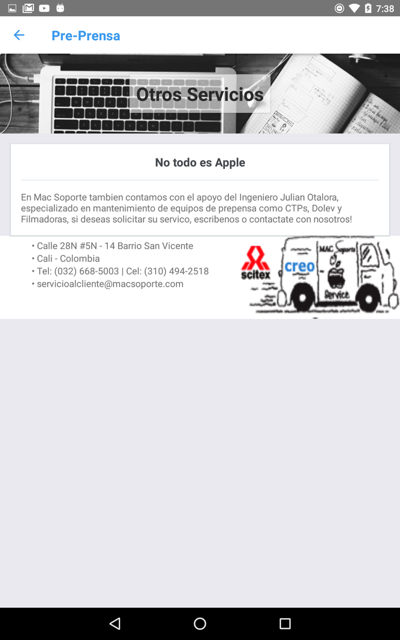 7:38
Pre-Prensa
Otros Servicios
No todo es Apple
En Mac Soporte tambien contamos con el apoyo del Ingeniero Julian Otalora,
especializado en mantenimiento de equipos de prepensa como CTPs, Dolev y
Filmadoras, si deseas solicitar su servico, escribenos o contactate con nosotros!
• Calle 28N #5N - 14 Barrio San Vicente
• Cali - Colombia
• Tel: (032) 668-5003 | Cel: (310) 494-2518
• servicioalcliente@macsoporte.com
scitex
creo
MAC Soporte
Service